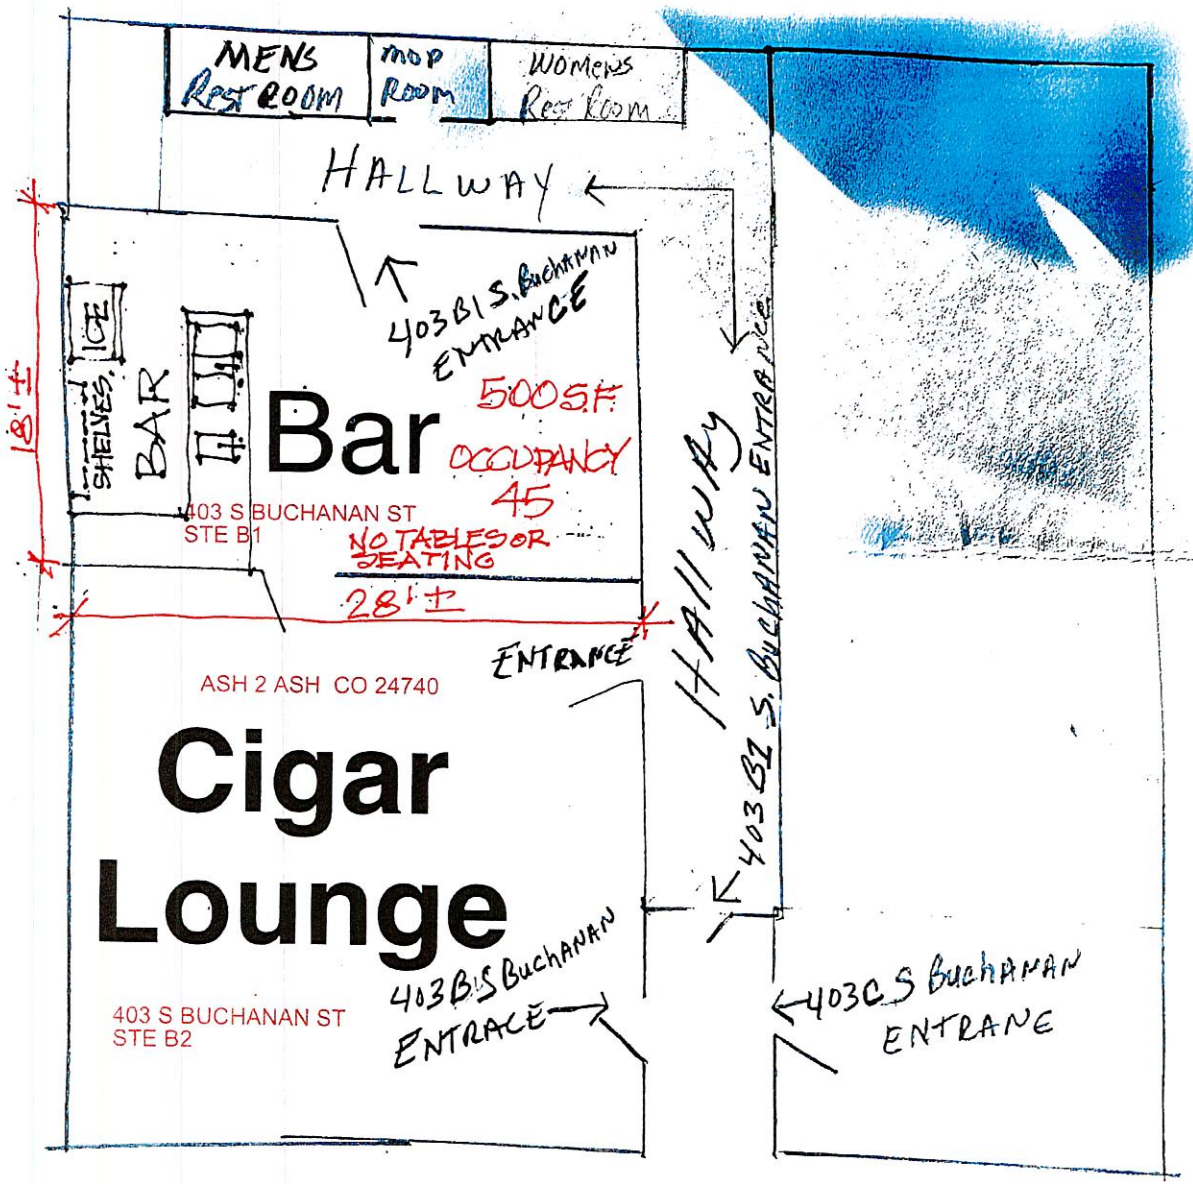 MENS
Rest ROOM
mop
ROOM
WOMENS
Rest Room
HALLWAY
403 B1 S. Buchanan
ENTRANCE
ICE
SHELVES
BAR
Bar
500 S.F.
OCCUPANCY
45
NO TABLES OR
SEATING
403 S BUCHANAN ST
STE B1
18'±
28'±
HAllWAY
403 B1 S. BuCHANAN ENTRANCE
ENTRANCE
ASH 2 ASH CO 24740
Cigar
Lounge
403 S BUCHANAN ST
STE B2
403 B S Buchanan
ENTRACE
403 C S Buchanan
ENTRANE